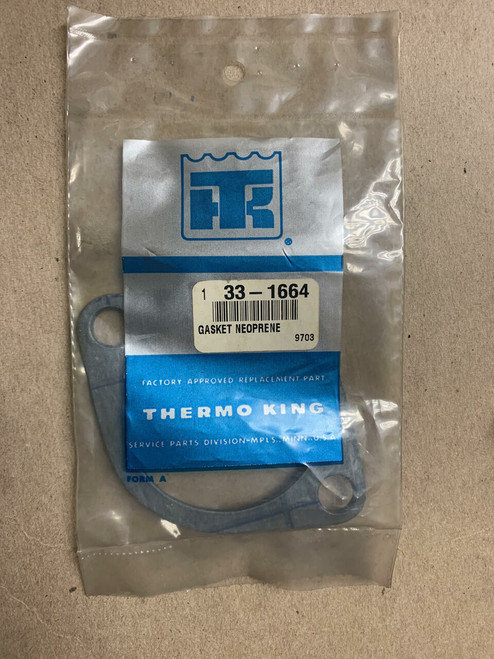 TK
®
1 33-1664
GASKET NEOPRENE
9703
FACTORY APPROVED REPLACEMENT PART
THERMO KING
SERVICE PARTS DIVISION-MPLS., MINN., U.S.A.
FORM A